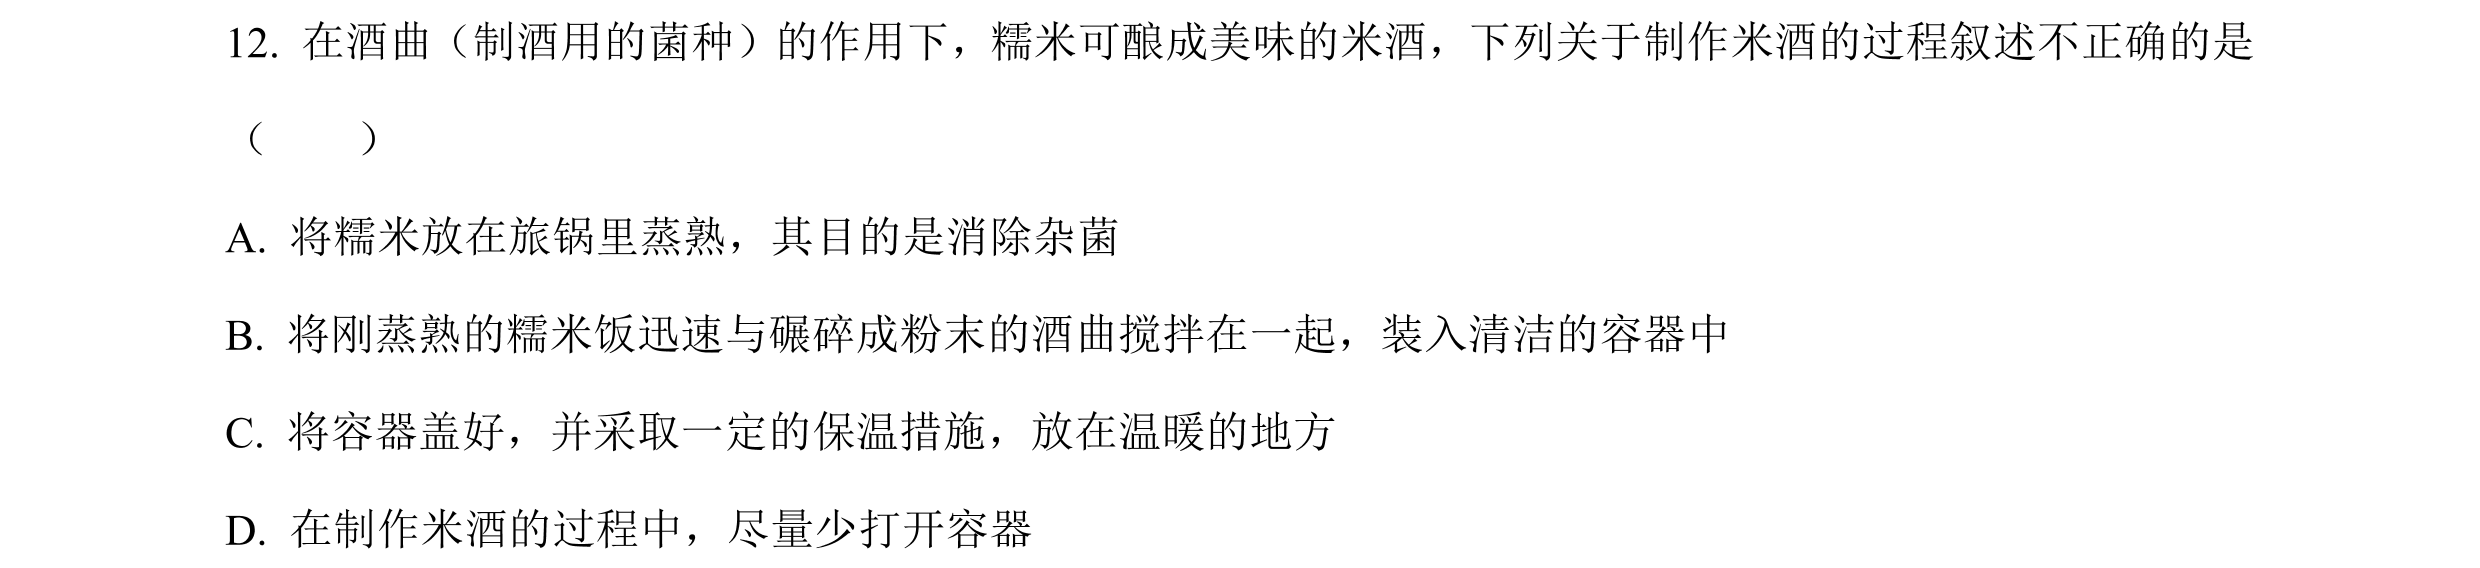 12. 在酒曲（制酒用的菌种）的作用下，糯米可酿成美味的米酒，下列关于制作米酒的过程叙述不正确的是
（　　）
A. 将糯米放在旅锅里蒸熟，其目的是消除杂菌
B. 将刚蒸熟的糯米饭迅速与碾碎成粉末的酒曲搅拌在一起，装入清洁的容器中
C. 将容器盖好，并采取一定的保温措施，放在温暖的地方
D. 在制作米酒的过程中，尽量少打开容器